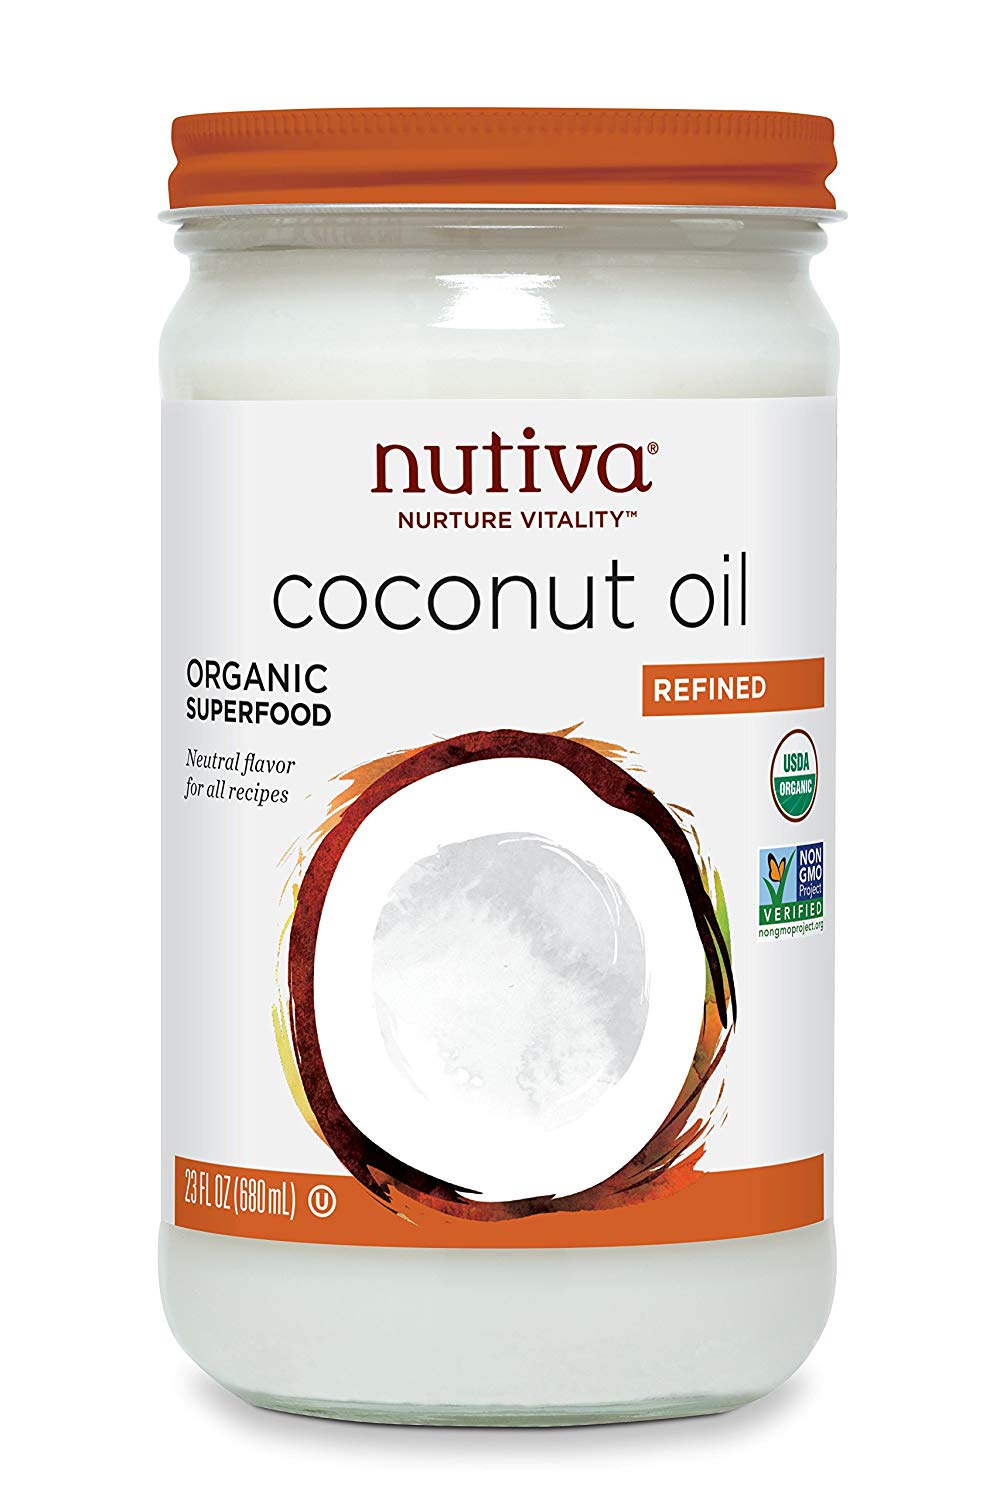 nutiva®
NURTURE VITALITY™
coconut oil
ORGANIC
SUPERFOOD
Neutral flavor
for all recipes
REFINED
USDA
ORGANIC
NON
GMO
Project
VERIFIED
nongmoproject.org
23 FL OZ (680 mL) U